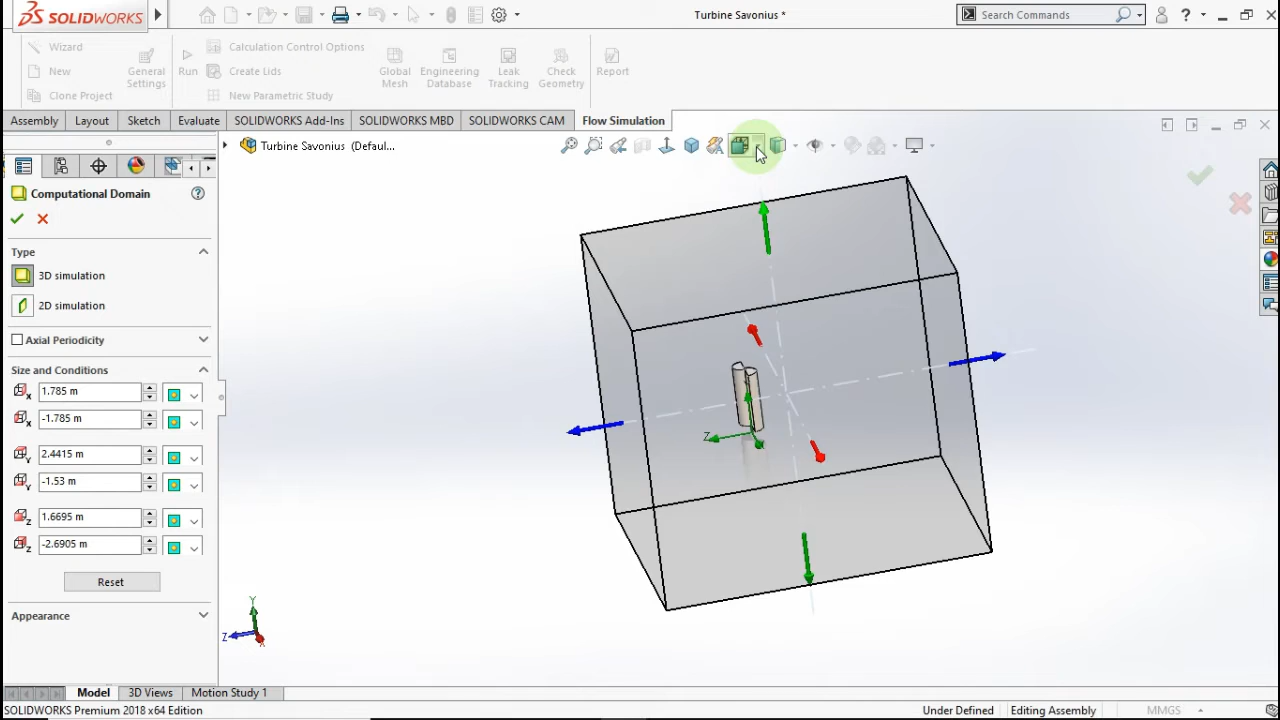 SOLIDWORKS
Turbine Savonius *
Search Commands
?
Wizard
New
Clone Project
General
Settings
Run
Calculation Control Options
Create Lids
New Parametric Study
Global
Mesh
Engineering
Database
Leak
Tracking
Check
Geometry
Report
Assembly
Layout
Sketch
Evaluate
SOLIDWORKS Add-Ins
SOLIDWORKS MBD
SOLIDWORKS CAM
Flow Simulation
Turbine Savonius (Defaul...
Computational Domain
?
Type
3D simulation
2D simulation
Axial Periodicity
Size and Conditions
X
1.785 m
X
-1.785 m
Y
2.4415 m
Y
-1.53 m
Z
1.6695 m
Z
-2.6905 m
Reset
Appearance
Z
Y
Z
X
Model
3D Views
Motion Study 1
SOLIDWORKS Premium 2018 x64 Edition
Under Defined
Editing Assembly
MMGS